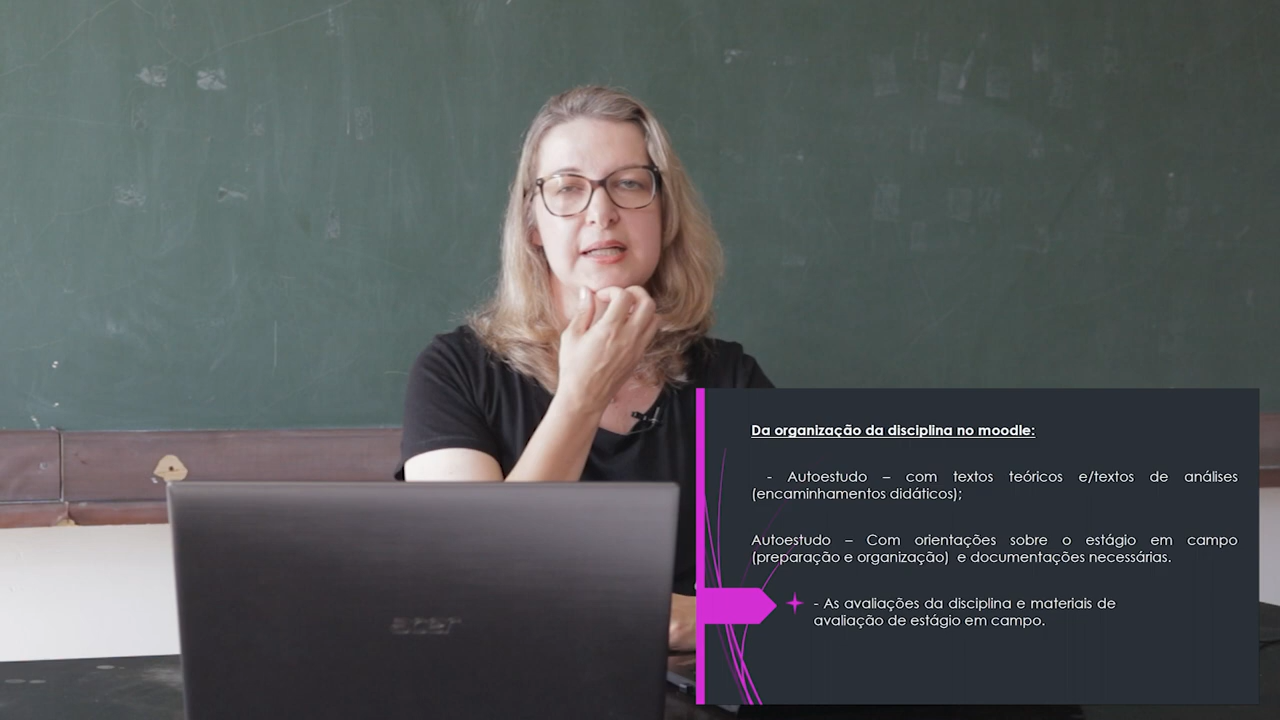 acer
Da organização da disciplina no moodle:
- Autoestudo – com textos teóricos e/textos de análises
(encaminhamentos didáticos);
Autoestudo – Com orientações sobre o estágio em campo
(preparação e organização) e documentações necessárias.
- As avaliações da disciplina e materiais de
avaliação de estágio em campo.